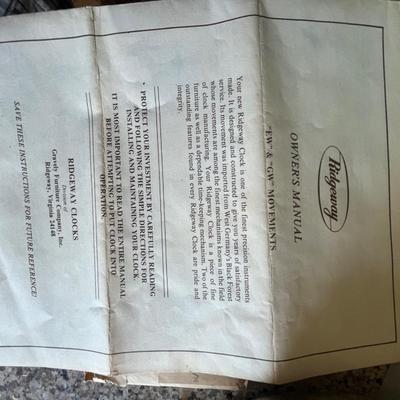 Ridgeway
OWNER'S MANUAL
"EW" & "GW" MOVEMENTS
Your new Ridgeway Clock is one of the finest precision instruments
made. It is designed and constructed to give you years of satisfactory
service. Its movement was imported from West Germany's Black Forest
whose movements are among the finest mechanisms known in the field
of clock manufacturing. Your Ridgeway Clock is a piece of fine
furniture as well as a dependable time-keeping mechanism. Two of the
outstanding features found in every Ridgeway Clock are pride and
integrity.
* PROTECT YOUR INVESTMENT BY CAREFULLY READING
AND FOLLOWING THE SIMPLE DIRECTIONS FOR
INSTALLING AND MAINTAINING YOUR CLOCK.
IT IS MOST IMPORTANT TO READ THE ENTIRE MANUAL
BEFORE ATTEMPTING TO PUT CLOCK INTO
OPERATION.
RIDGEWAY CLOCKS
Division of
Gravely Furniture Company, Inc.
Ridgeway, Virginia 24148
SAVE THESE INSTRUCTIONS FOR FUTURE REFERENCE!